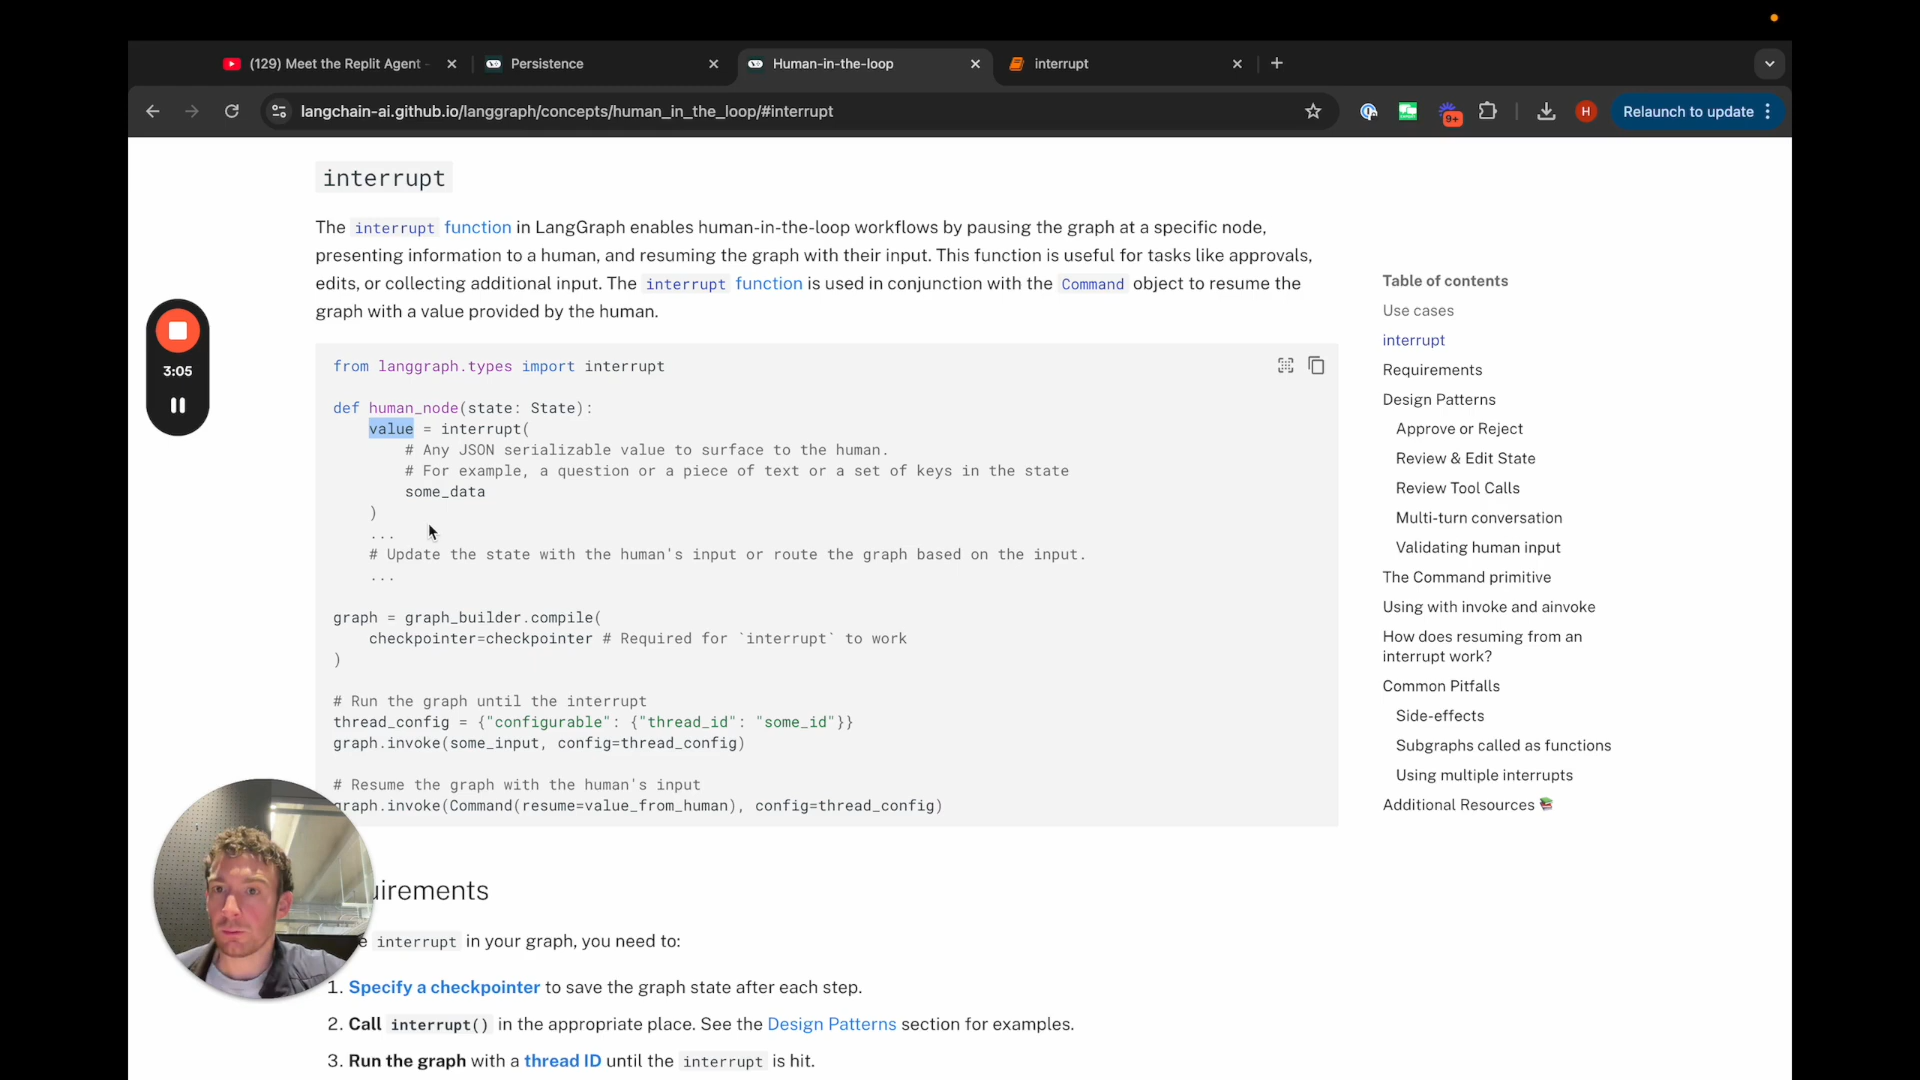 (129) Meet the Replit Agent -
Persistence
Human-in-the-loop
interrupt
langchain-ai.github.io/langgraph/concepts/human_in_the_loop/#interrupt
9+
H
Relaunch to update
interrupt
The interrupt function in LangGraph enables human-in-the-loop workflows by pausing the graph at a specific node,
presenting information to a human, and resuming the graph with their input. This function is useful for tasks like approvals,
edits, or collecting additional input. The interrupt function is used in conjunction with the Command object to resume the
graph with a value provided by the human.
from langgraph.types import interrupt
def human_node(state: State):
    value = interrupt(
        # Any JSON serializable value to surface to the human.
        # For example, a question or a piece of text or a set of keys in the state
        some_data
    )
    ...
    # Update the state with the human's input or route the graph based on the input.
    ...
graph = graph_builder.compile(
    checkpointer=checkpointer # Required for `interrupt` to work
)
# Run the graph until the interrupt
thread_config = {"configurable": {"thread_id": "some_id"}}
graph.invoke(some_input, config=thread_config)
# Resume the graph with the human's input
graph.invoke(Command(resume=value_from_human), config=thread_config)
uirements
e interrupt in your graph, you need to:
1. Specify a checkpointer to save the graph state after each step.
2. Call interrupt() in the appropriate place. See the Design Patterns section for examples.
3. Run the graph with a thread ID until the interrupt is hit.
3:05
Table of contents
Use cases
interrupt
Requirements
Design Patterns
Approve or Reject
Review & Edit State
Review Tool Calls
Multi-turn conversation
Validating human input
The Command primitive
Using with invoke and ainvoke
How does resuming from an
interrupt work?
Common Pitfalls
Side-effects
Subgraphs called as functions
Using multiple interrupts
Additional Resources 📚